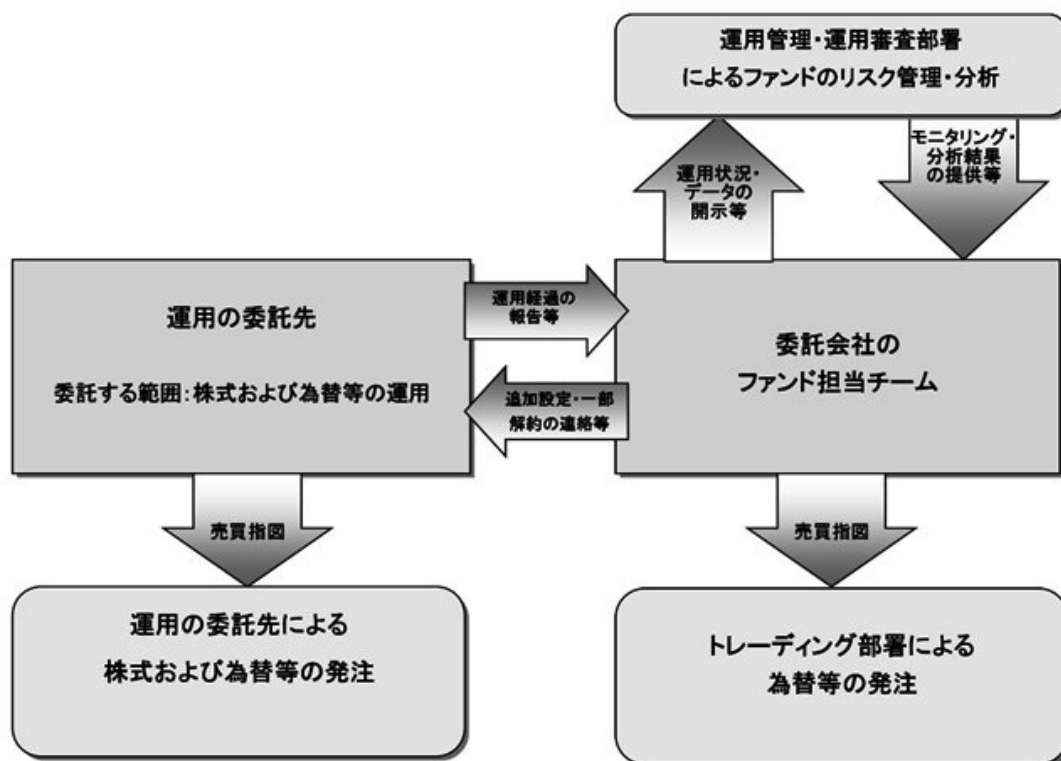 運用管理・運用審査部署
によるファンドのリスク管理・分析
運用状況・
データの
開示等
モニタリング・
分析結果
の提供等
運用の委託先
委託する範囲:株式および為替等の運用
運用経過の
報告等
追加設定・一部
解約の連絡等
委託会社の
ファンド担当チーム
売買指図
売買指図
運用の委託先による
株式および為替等の発注
トレーディング部署による
為替等の発注